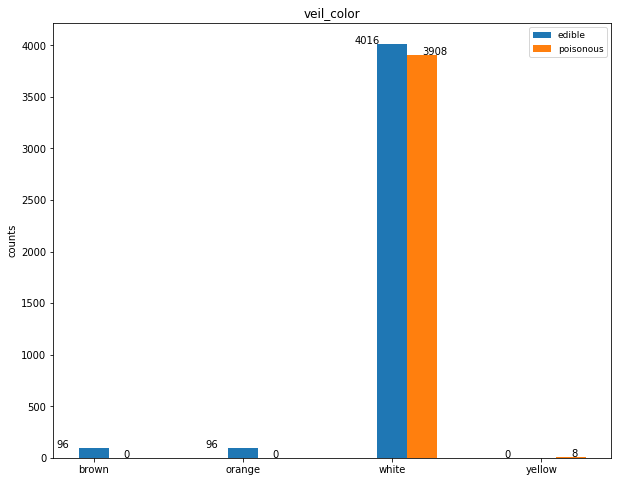 veil_color
edible
poisonous
counts
4000
3500
3000
2500
2000
1500
1000
500
0
96
0
96
0
4016
3908
0
8
brown
orange
white
yellow